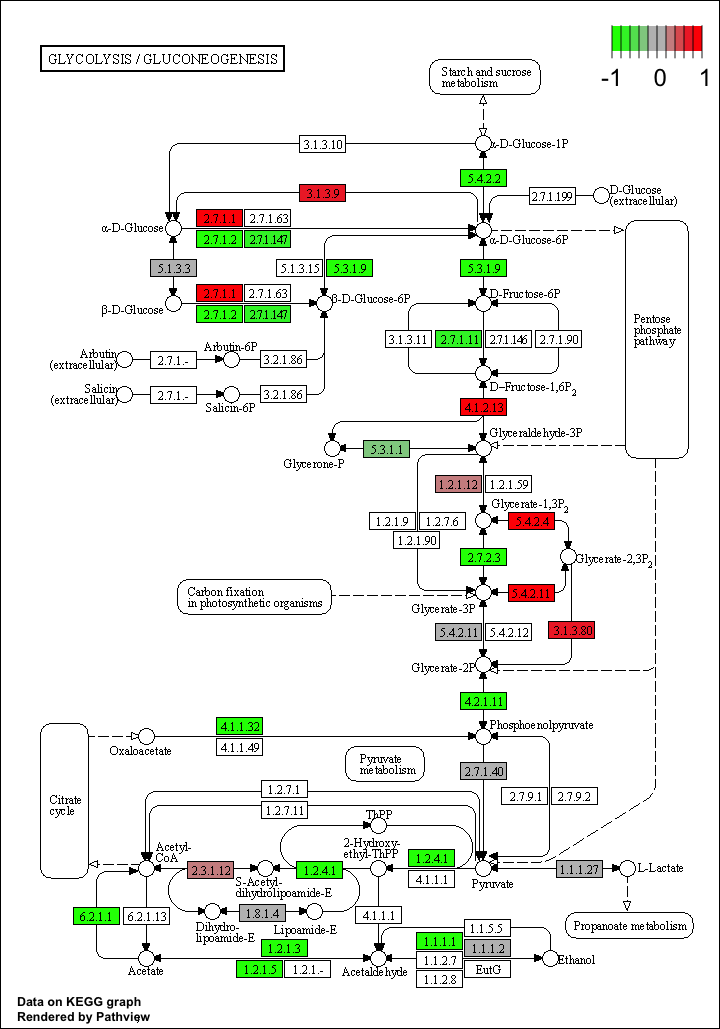 GLYCOLYSIS / GLUCONEOGENESIS
-1 0 1
Starch and sucrose
metabolism
3.1.3.10
α-D-Glucose-1P
5.4.2.2
3.1.3.9
2.7.1.199
D-Glucose
(extracellular)
2.7.1.1
2.7.1.63
α-D-Glucose
2.7.1.2
2.7.1.147
α-D-Glucose-6P
5.1.3.3
5.1.3.15
5.3.1.9
5.3.1.9
2.7.1.1
2.7.1.63
β-D-Glucose
2.7.1.2
2.7.1.147
β-D-Glucose-6P
D-Fructose-6P
Pentose
phosphate
pathway
3.1.3.11
2.7.1.11
2.7.1.146
2.7.1.90
Arbutin
(extracellular)
2.7.1.-
Arbutin-6P
3.2.1.86
Salicin
(extracellular)
2.7.1.-
Salicin-6P
3.2.1.86
D-Fructose-1,6P2
4.1.2.13
Glyceraldehyde-3P
5.3.1.1
Glycerone-P
1.2.1.12
1.2.1.59
Glycerate-1,3P2
1.2.1.9
1.2.7.6
1.2.1.90
5.4.2.4
2.7.2.3
Glycerate-2,3P2
Carbon fixation
in photosynthetic organisms
5.4.2.11
Glycerate-3P
5.4.2.11
5.4.2.12
3.1.3.80
Glycerate-2P
4.2.1.11
4.1.1.32
4.1.1.49
Oxaloacetate
Phosphoenolpyruvate
Citrate
cycle
Pyruvate
metabolism
2.7.1.40
2.7.9.1
2.7.9.2
1.2.7.1
1.2.7.11
ThPP
Acetyl-
CoA
2-Hydroxy-
ethyl-ThPP
2.3.1.12
S-Acetyl-
dihydrolipoamide-E
1.2.4.1
1.2.4.1
4.1.1.1
Pyruvate
1.1.1.27
L-Lactate
6.2.1.1
6.2.1.13
Dihydro-
lipoamide-E
1.8.1.4
Lipoamide-E
4.1.1.1
Propanoate metabolism
1.2.1.3
1.2.1.5
1.2.1.-
Acetate
Acetaldehyde
1.1.1.1
1.1.2.7
1.1.2.8
1.1.5.5
1.1.1.2
EutG
Ethanol
Data on KEGG graph
Rendered by Pathview